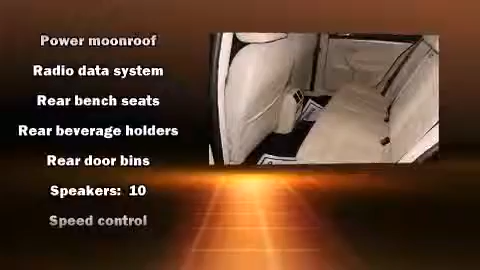 Power moonroof
Radio data system
Rear bench seats
Rear beverage holders
Rear door bins
Speakers: 10
Speed control